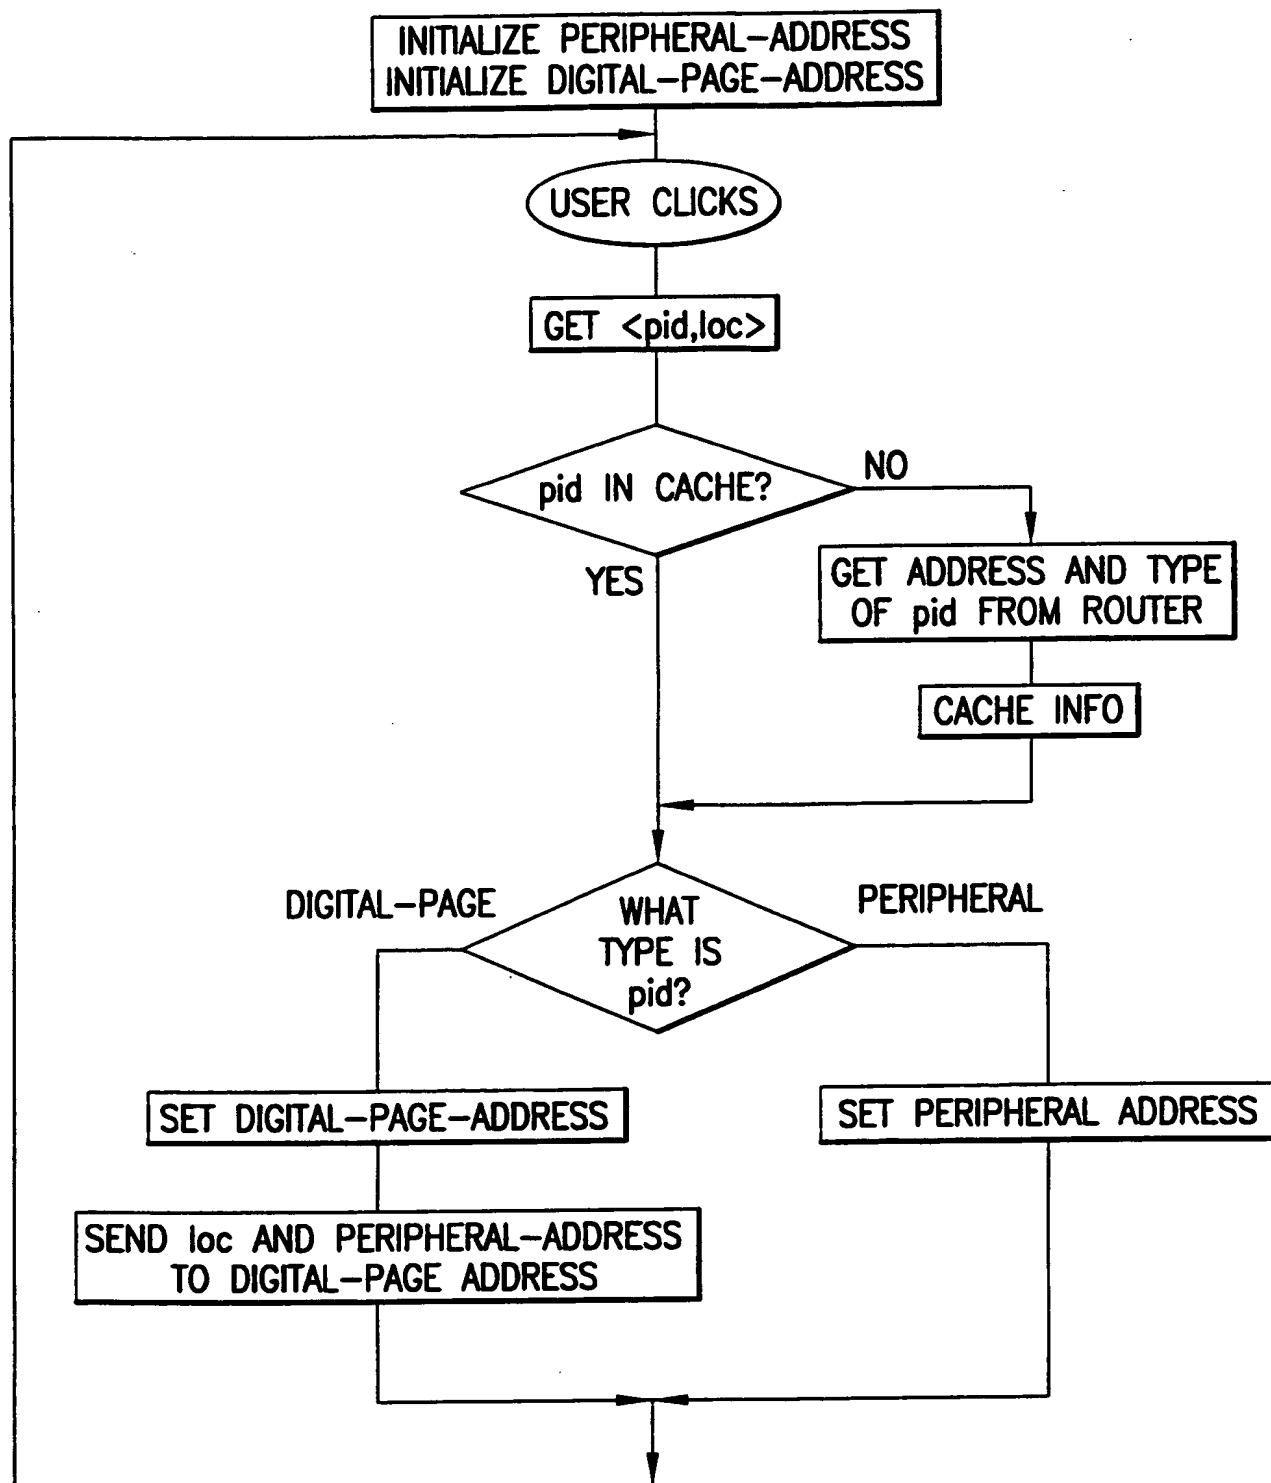 INITIALIZE PERIPHERAL-ADDRESS
INITIALIZE DIGITAL-PAGE-ADDRESS
USER CLICKS
GET <pid,loc>
pid IN CACHE?
NO
YES
GET ADDRESS AND TYPE
OF pid FROM ROUTER
CACHE INFO
DIGITAL-PAGE
WHAT
TYPE IS
pid?
PERIPHERAL
SET DIGITAL-PAGE-ADDRESS
SET PERIPHERAL ADDRESS
SEND loc AND PERIPHERAL-ADDRESS
TO DIGITAL-PAGE ADDRESS